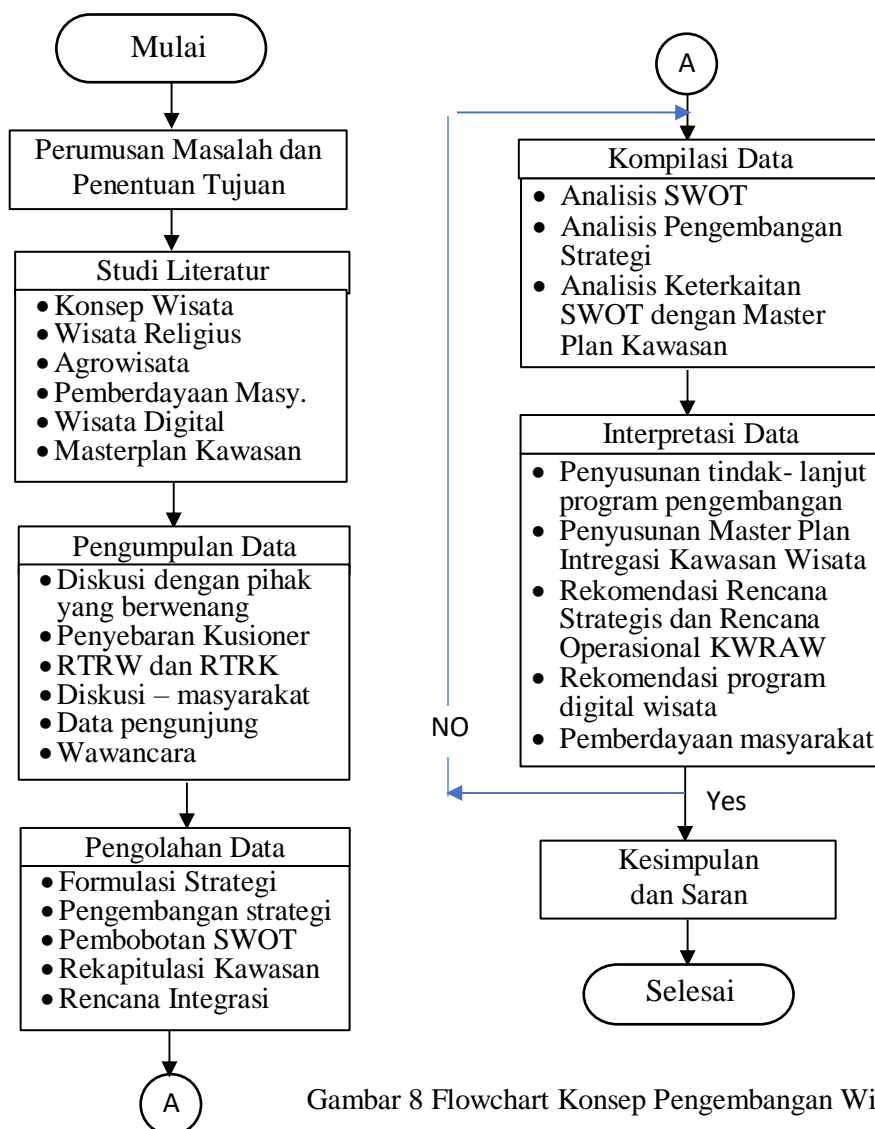 Mulai
Perumusan Masalah dan
Penentuan Tujuan
Studi Literatur
• Konsep Wisata
• Wisata Religius
• Agrowisata
• Pemberdayaan Masy.
• Wisata Digital
• Masterplan Kawasan
Pengumpulan Data
• Diskusi dengan pihak
yang berwenang
• Penyebaran Kusioner
• RTRW dan RTRK
• Diskusi – masyarakat
• Data pengunjung
• Wawancara
Pengolahan Data
• Formulasi Strategi
• Pengembangan strategi
• Pembobotan SWOT
• Rekapitulasi Kawasan
• Rencana Integrasi
A
A
Kompilasi Data
• Analisis SWOT
• Analisis Pengembangan
Strategi
• Analisis Keterkaitan
SWOT dengan Master
Plan Kawasan
Interpretasi Data
• Penyusunan tindak- lanjut
program pengembangan
• Penyusunan Master Plan
Intregasi Kawasan Wisata
• Rekomendasi Rencana
Strategis dan Rencana
Operasional KWRAW
• Rekomendasi program
digital wisata
• Pemberdayaan masyarakat
NO
Yes
Kesimpulan
dan Saran
Selesai
Gambar 8 Flowchart Konsep Pengembangan Wi